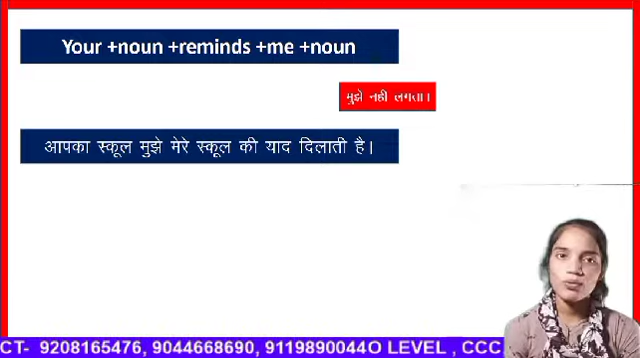 Your +noun +reminds +me +noun
मुझे नहीं लगता।
आपका स्कूल मुझे मेरे स्कूल की याद दिलाती है।
CT- 9208165476, 9044668690, 9119890044O LEVEL , CCC